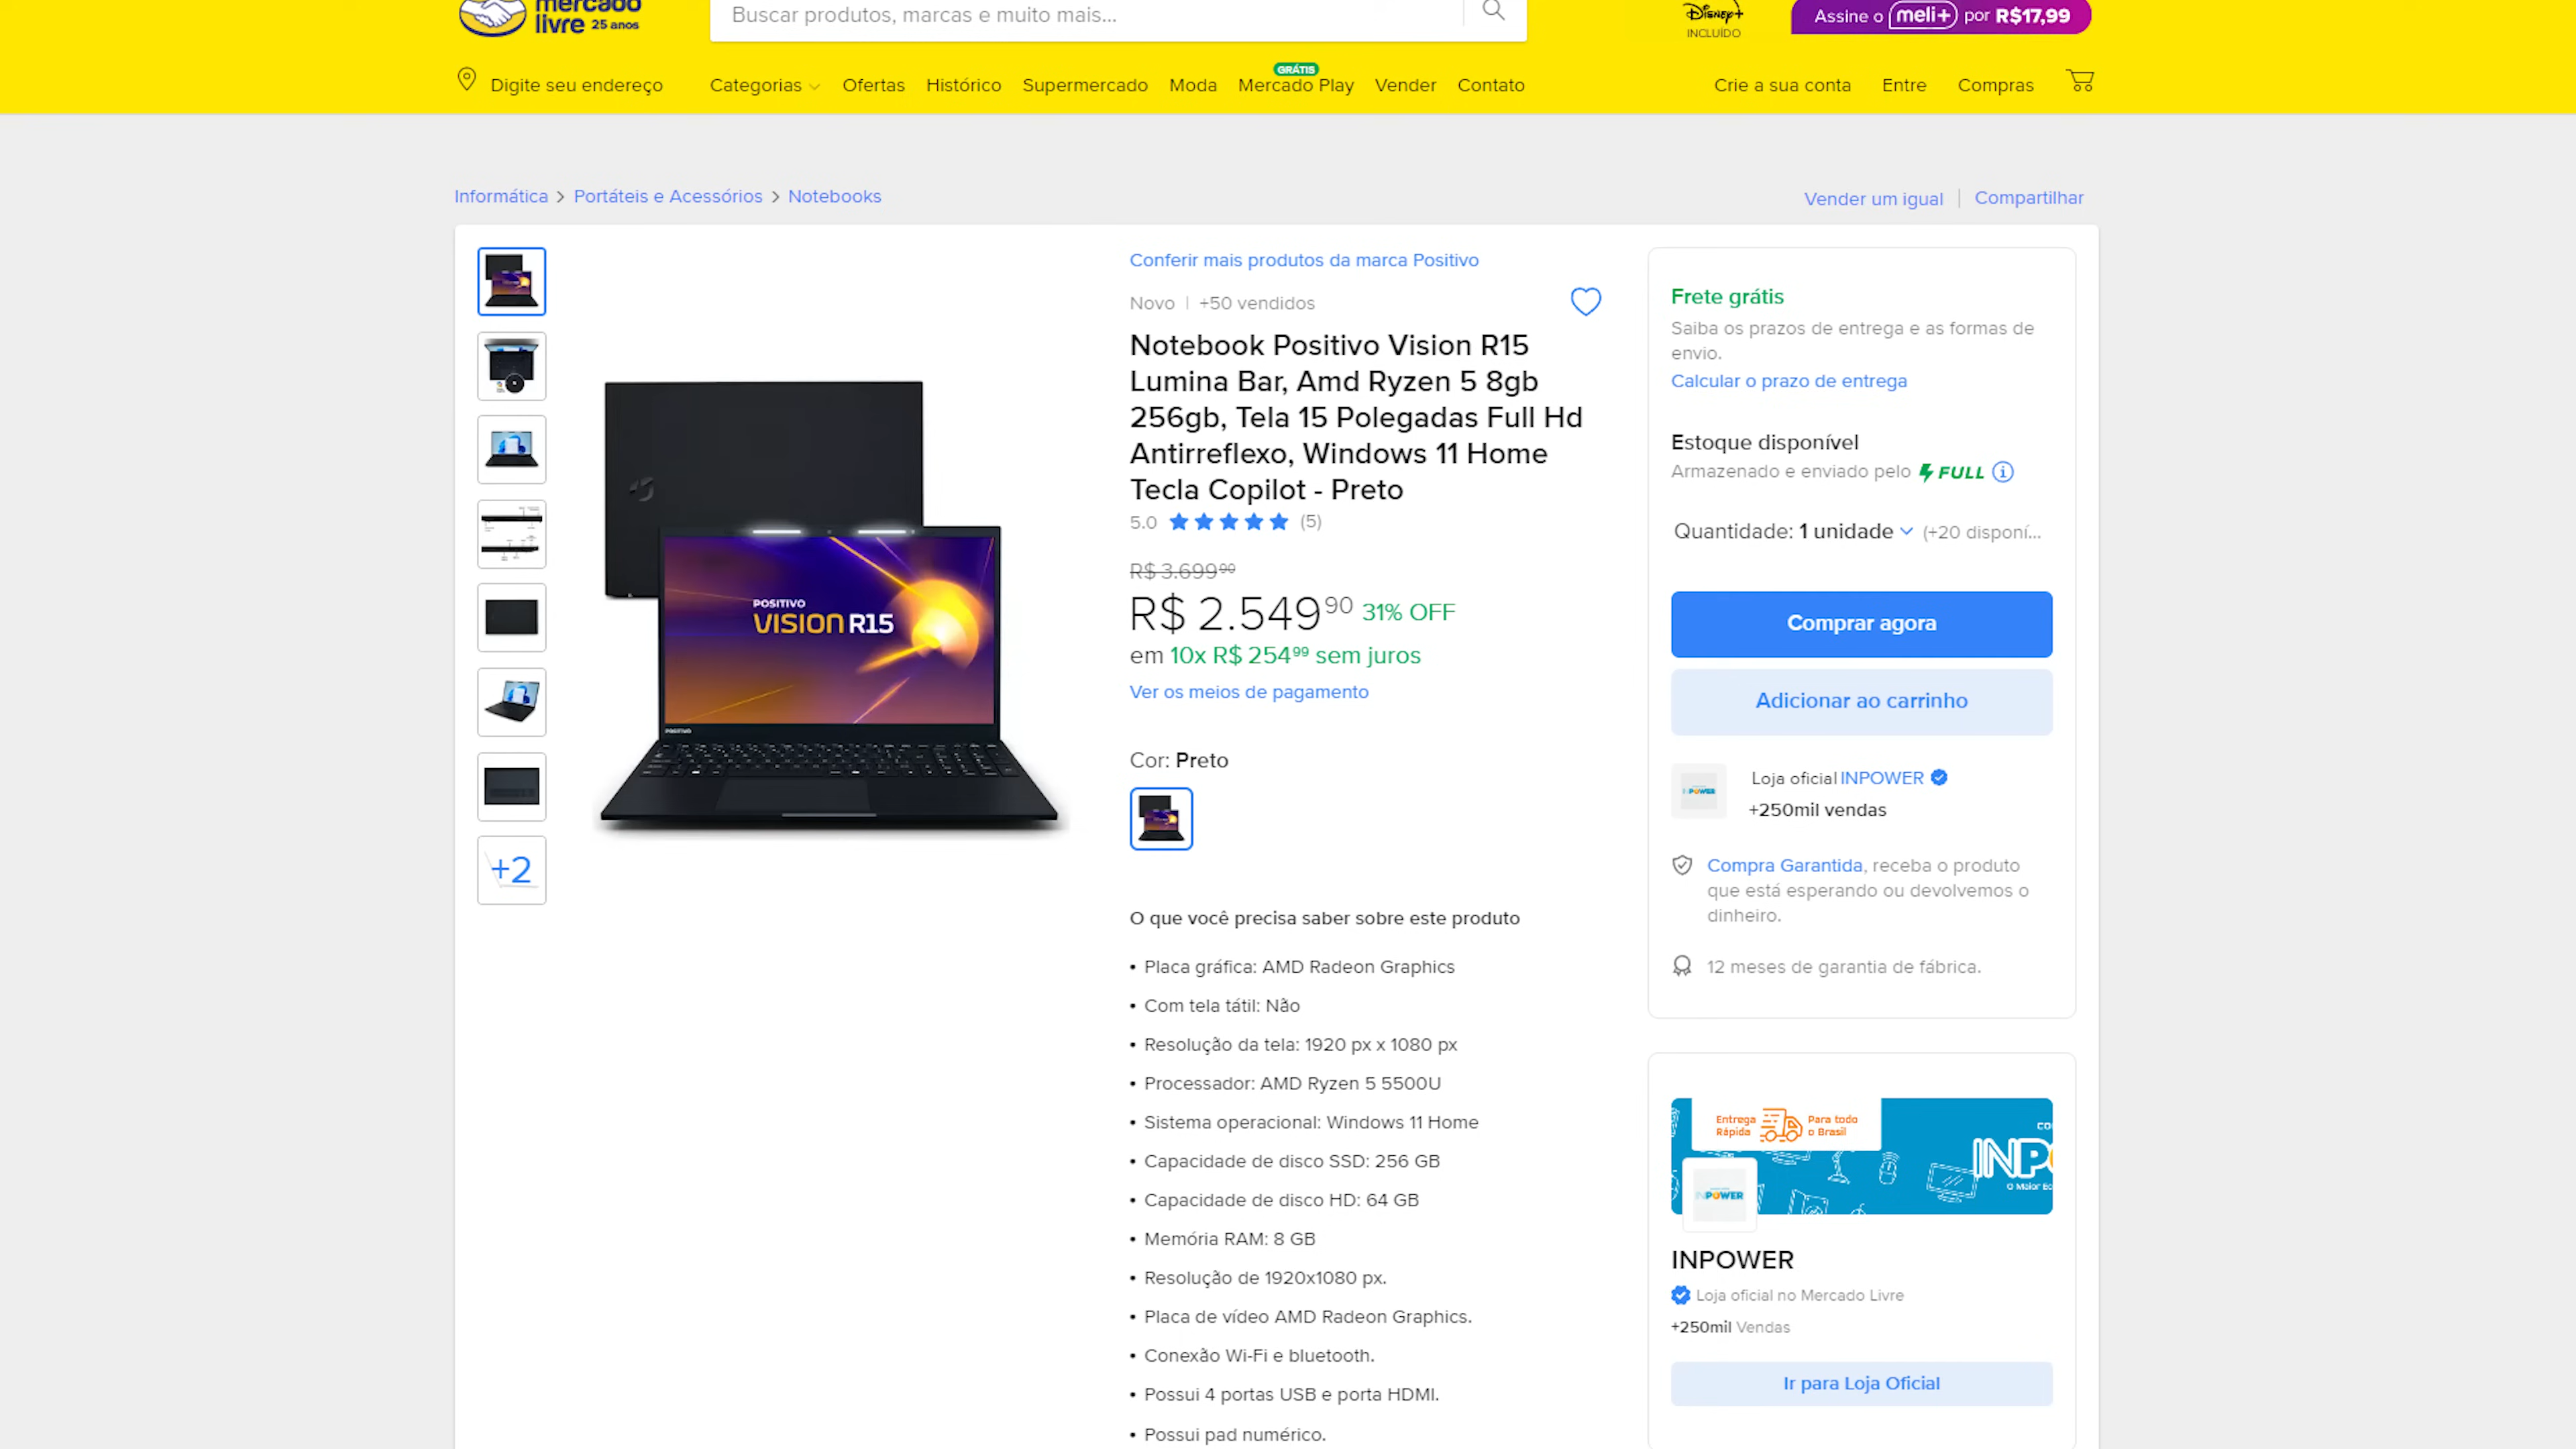 mercado
livre 25 anos
Buscar produtos, marcas e muito mais...
Disney+
INCLUÍDO
Assine o meli+ por R$17,99
Digite seu endereço
Categorias
Ofertas
Histórico
Supermercado
Moda
GRÁTIS
Mercado Play
Vender
Contato
Crie a sua conta
Entre
Compras
Informática > Portáteis e Acessórios > Notebooks
Vender um igual | Compartilhar
+2
POSITIVO
VISION R15
POSITIVO
Conferir mais produtos da marca Positivo
Novo | +50 vendidos
Notebook Positivo Vision R15
Lumina Bar, Amd Ryzen 5 8gb
256gb, Tela 15 Polegadas Full Hd
Antirreflexo, Windows 11 Home
Tecla Copilot - Preto
5.0 (5)
R$ 3.699 90
R$ 2.549 90 31% OFF
em 10x R$ 254 99 sem juros
Ver os meios de pagamento
Cor: Preto
O que você precisa saber sobre este produto
• Placa gráfica: AMD Radeon Graphics
• Com tela tátil: Não
• Resolução da tela: 1920 px x 1080 px
• Processador: AMD Ryzen 5 5500U
• Sistema operacional: Windows 11 Home
• Capacidade de disco SSD: 256 GB
• Capacidade de disco HD: 64 GB
• Memória RAM: 8 GB
• Resolução de 1920x1080 px.
• Placa de vídeo AMD Radeon Graphics.
• Conexão Wi-Fi e bluetooth.
• Possui 4 portas USB e porta HDMI.
• Possui pad numérico.
Frete grátis
Saiba os prazos de entrega e as formas de
envio.
Calcular o prazo de entrega
Estoque disponível
Armazenado e enviado pelo FULL
Quantidade: 1 unidade (+20 disponí...
Comprar agora
Adicionar ao carrinho
INPOWER
Loja oficial INPOWER
+250mil vendas
Compra Garantida, receba o produto
que está esperando ou devolvemos o
dinheiro.
12 meses de garantia de fábrica.
Entrega
Rápida
Para todo
o Brasil
CO
INPO
O Maior Ec
INPOWER
INPOWER
Loja oficial no Mercado Livre
+250mil Vendas
Ir para Loja Oficial